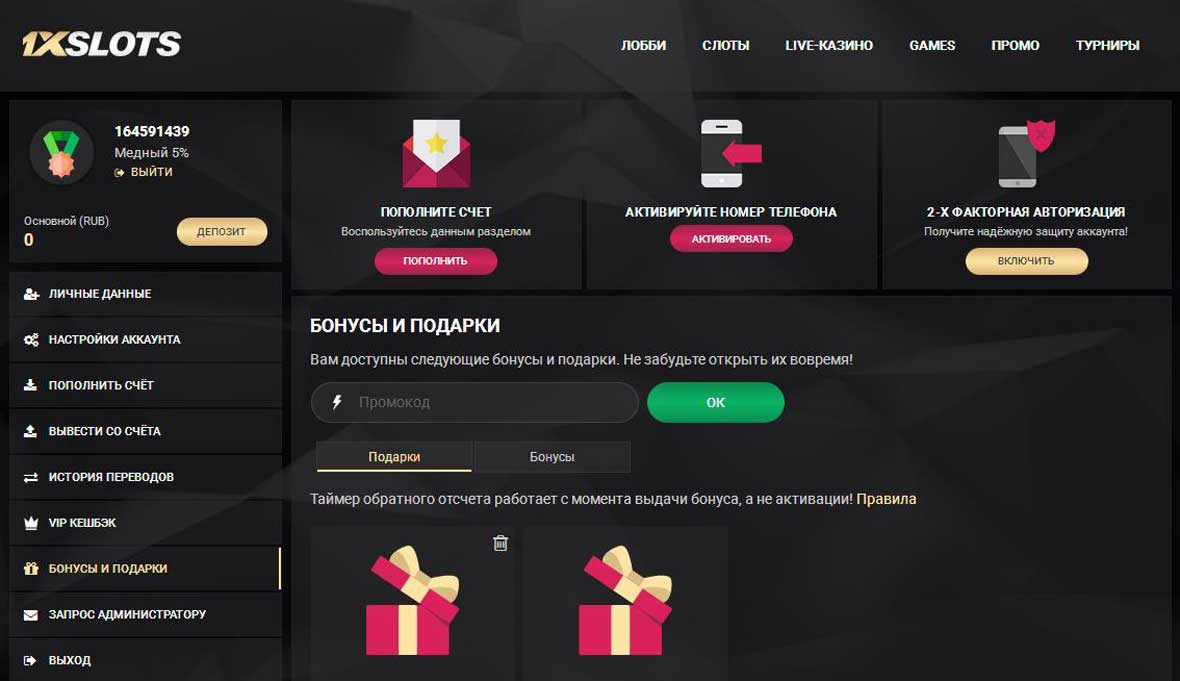 1XSLOTS
ЛОББИ СЛОТЫ LIVE-КАЗИНО GAMES ПРОМО ТУРНИРЫ
164591439
Медный 5%
ВЫЙТИ
Основной (RUB)
0
ДЕПОЗИТ
ЛИЧНЫЕ ДАННЫЕ
НАСТРОЙКИ АККАУНТА
ПОПОЛНИТЬ СЧЁТ
ВЫВЕСТИ СО СЧЁТА
ИСТОРИЯ ПЕРЕВОДОВ
VIP КЕШБЭК
БОНУСЫ И ПОДАРКИ
ЗАПРОС АДМИНИСТРАТОРУ
ВЫХОД
ПОПОЛНИТЕ СЧЕТ
Воспользуйтесь данным разделом
ПОПОЛНИТЬ
АКТИВИРУЙТЕ НОМЕР ТЕЛЕФОНА
АКТИВИРОВАТЬ
2-Х ФАКТОРНАЯ АВТОРИЗАЦИЯ
Получите надёжную защиту аккаунта!
ВКЛЮЧИТЬ
БОНУСЫ И ПОДАРКИ
Вам доступны следующие бонусы и подарки. Не забудьте открыть их вовремя!
Промокод
ОК
Подарки Бонусы
Таймер обратного отсчета работает с момента выдачи бонуса, а не активации! Правила